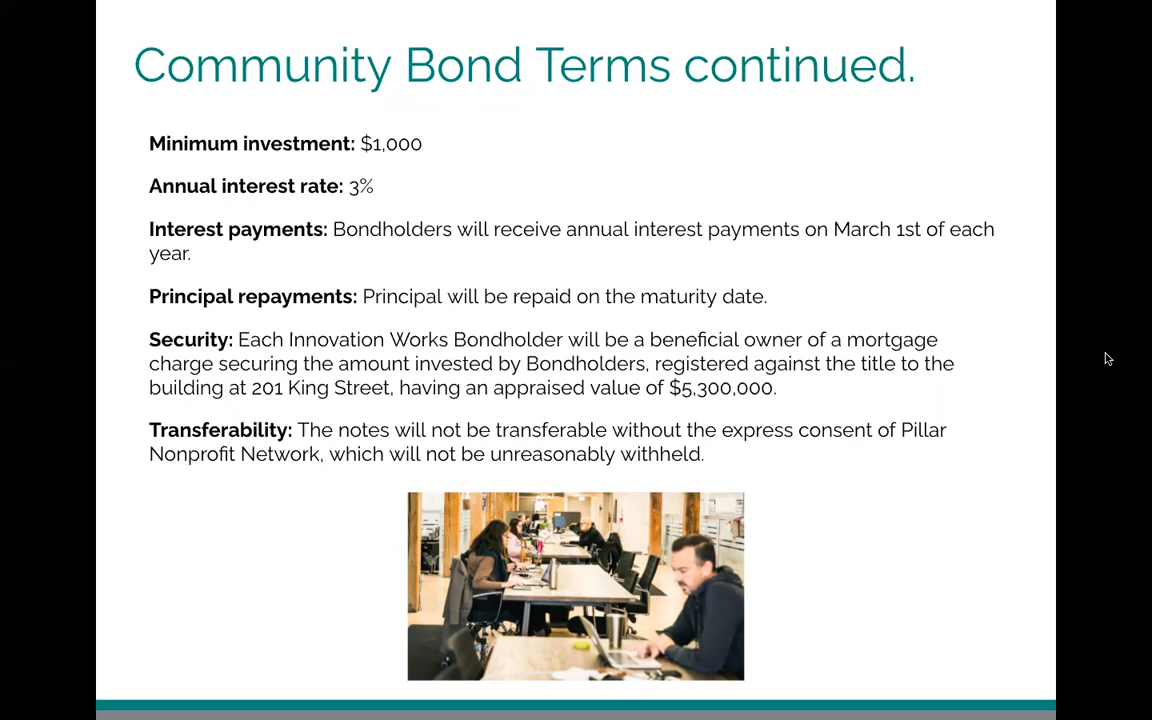 Community Bond Terms continued.
Minimum investment: $1,000
Annual interest rate: 3%
Interest payments: Bondholders will receive annual interest payments on March 1st of each
year.
Principal repayments: Principal will be repaid on the maturity date.
Security: Each Innovation Works Bondholder will be a beneficial owner of a mortgage
charge securing the amount invested by Bondholders, registered against the title to the
building at 201 King Street, having an appraised value of $5,300,000.
Transferability: The notes will not be transferable without the express consent of Pillar
Nonprofit Network, which will not be unreasonably withheld.